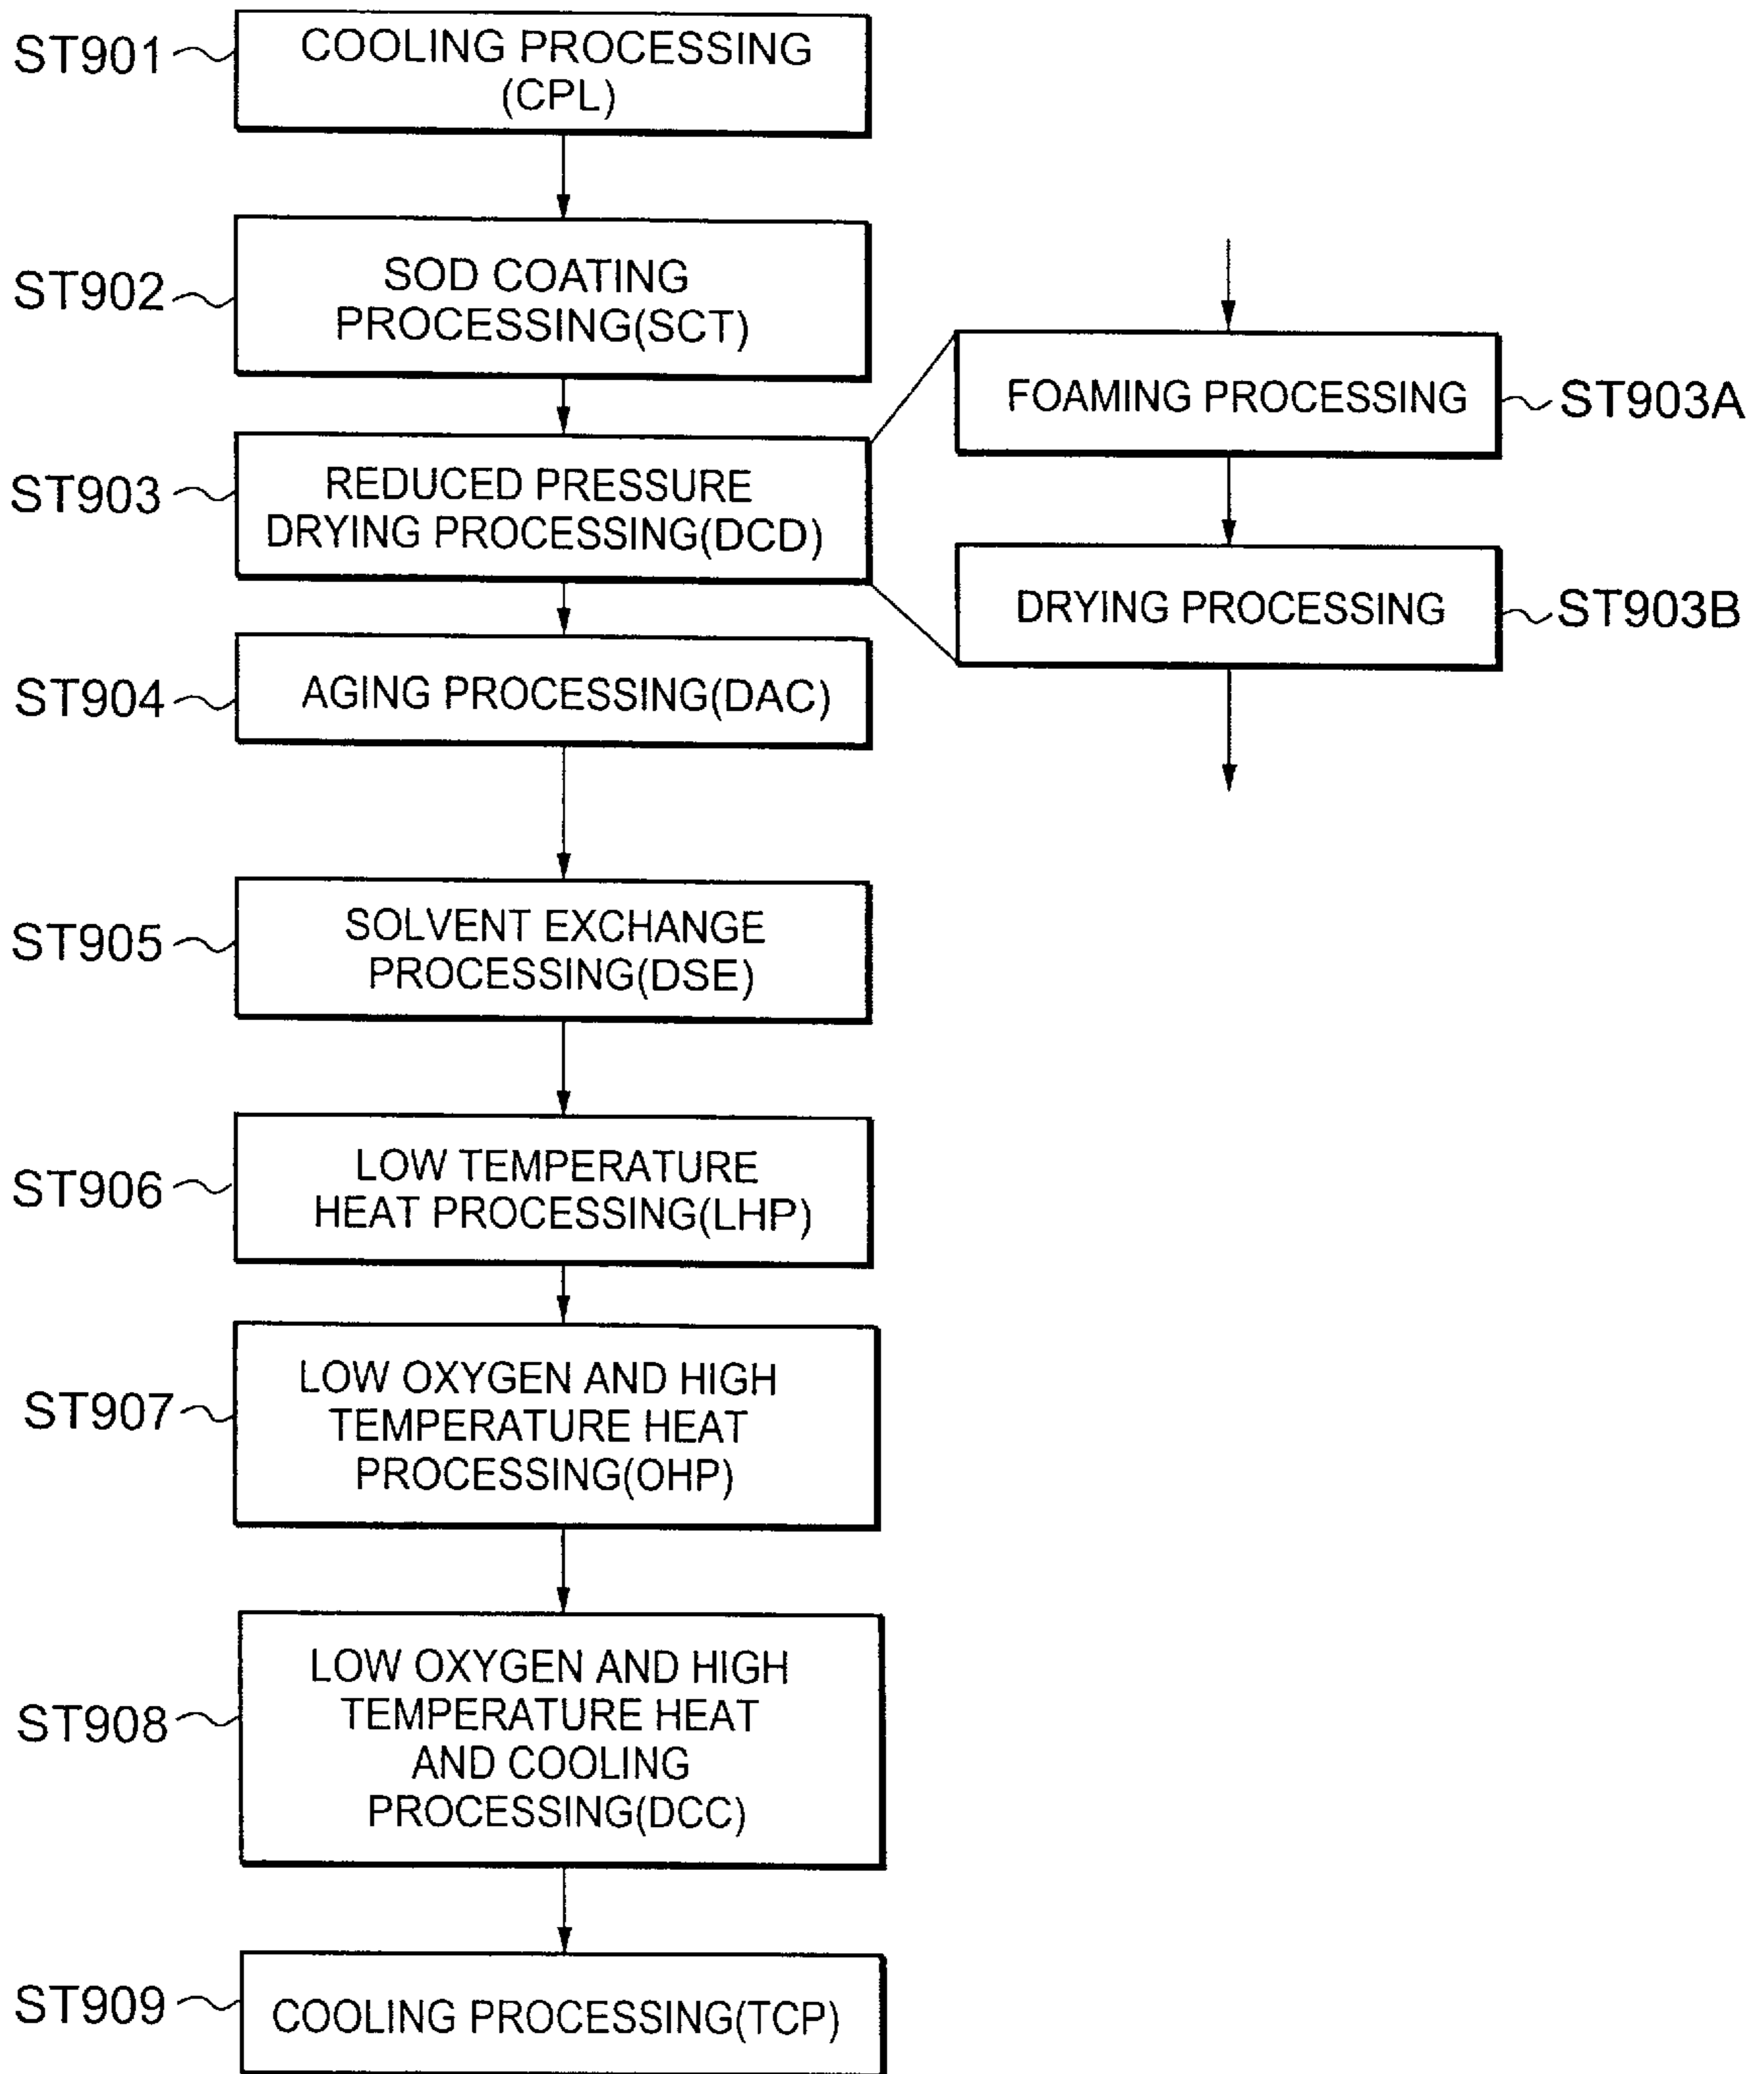 ST901
COOLING PROCESSING
(CPL)
ST902
SOD COATING
PROCESSING(SCT)
ST903
REDUCED PRESSURE
DRYING PROCESSING(DCD)
FOAMING PROCESSING
ST903A
DRYING PROCESSING
ST903B
ST904
AGING PROCESSING(DAC)
ST905
SOLVENT EXCHANGE
PROCESSING(DSE)
ST906
LOW TEMPERATURE
HEAT PROCESSING(LHP)
ST907
LOW OXYGEN AND HIGH
TEMPERATURE HEAT
PROCESSING(OHP)
ST908
LOW OXYGEN AND HIGH
TEMPERATURE HEAT
AND COOLING
PROCESSING(DCC)
ST909
COOLING PROCESSING(TCP)